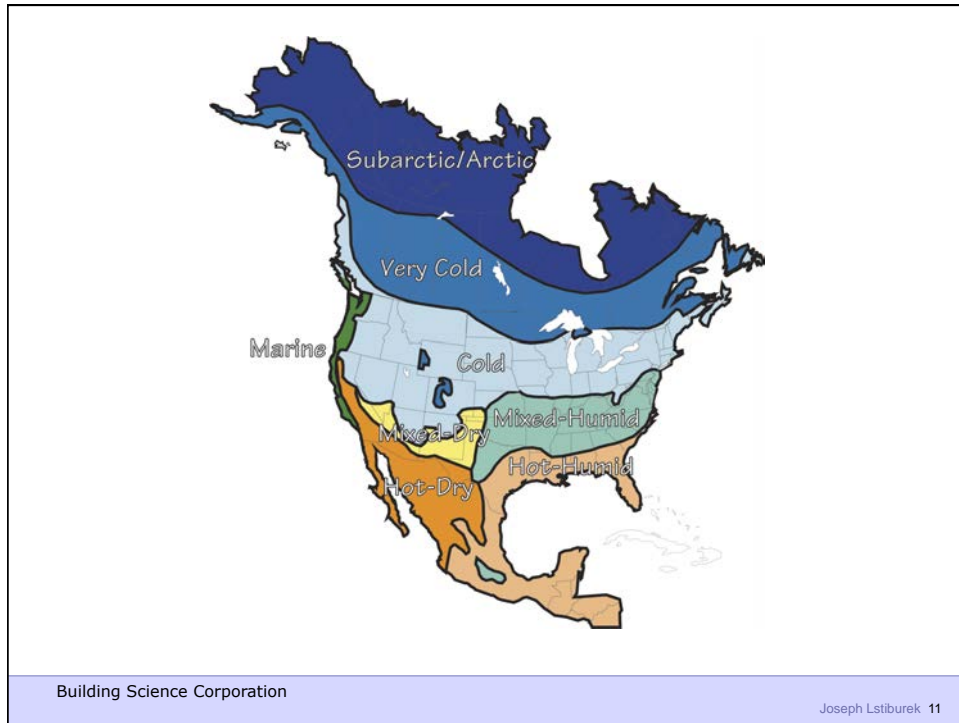 Subarctic/Arctic
Very Cold
Marine
Cold
Mixed-Humid
Mixed-Dry
Hot-Humid
Hot-Dry
Building Science Corporation
Joseph Lstiburek 11